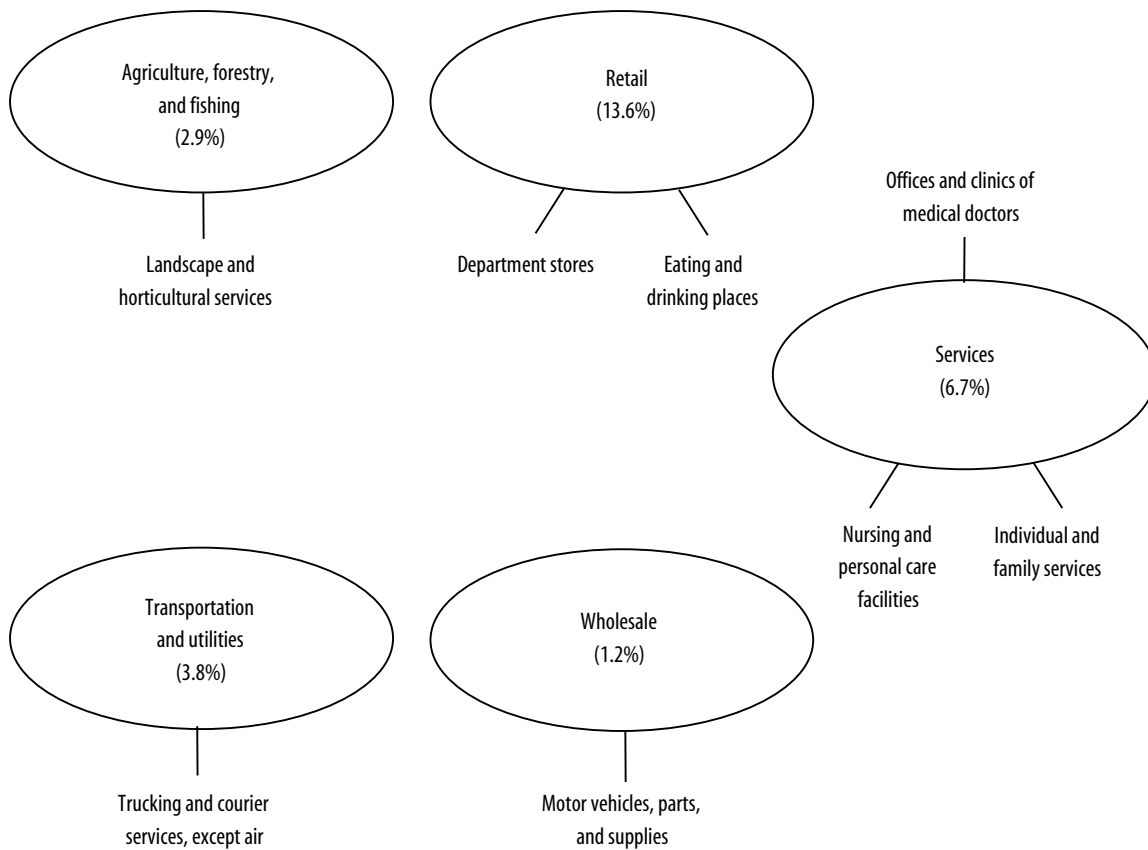 Agriculture, forestry,
and fishing
(2.9%)
Landscape and
horticultural services
Retail
(13.6%)
Department stores
Eating and
drinking places
Offices and clinics of
medical doctors
Services
(6.7%)
Nursing and
personal care
facilities
Individual and
family services
Transportation
and utilities
(3.8%)
Trucking and courier
services, except air
Wholesale
(1.2%)
Motor vehicles, parts,
and supplies